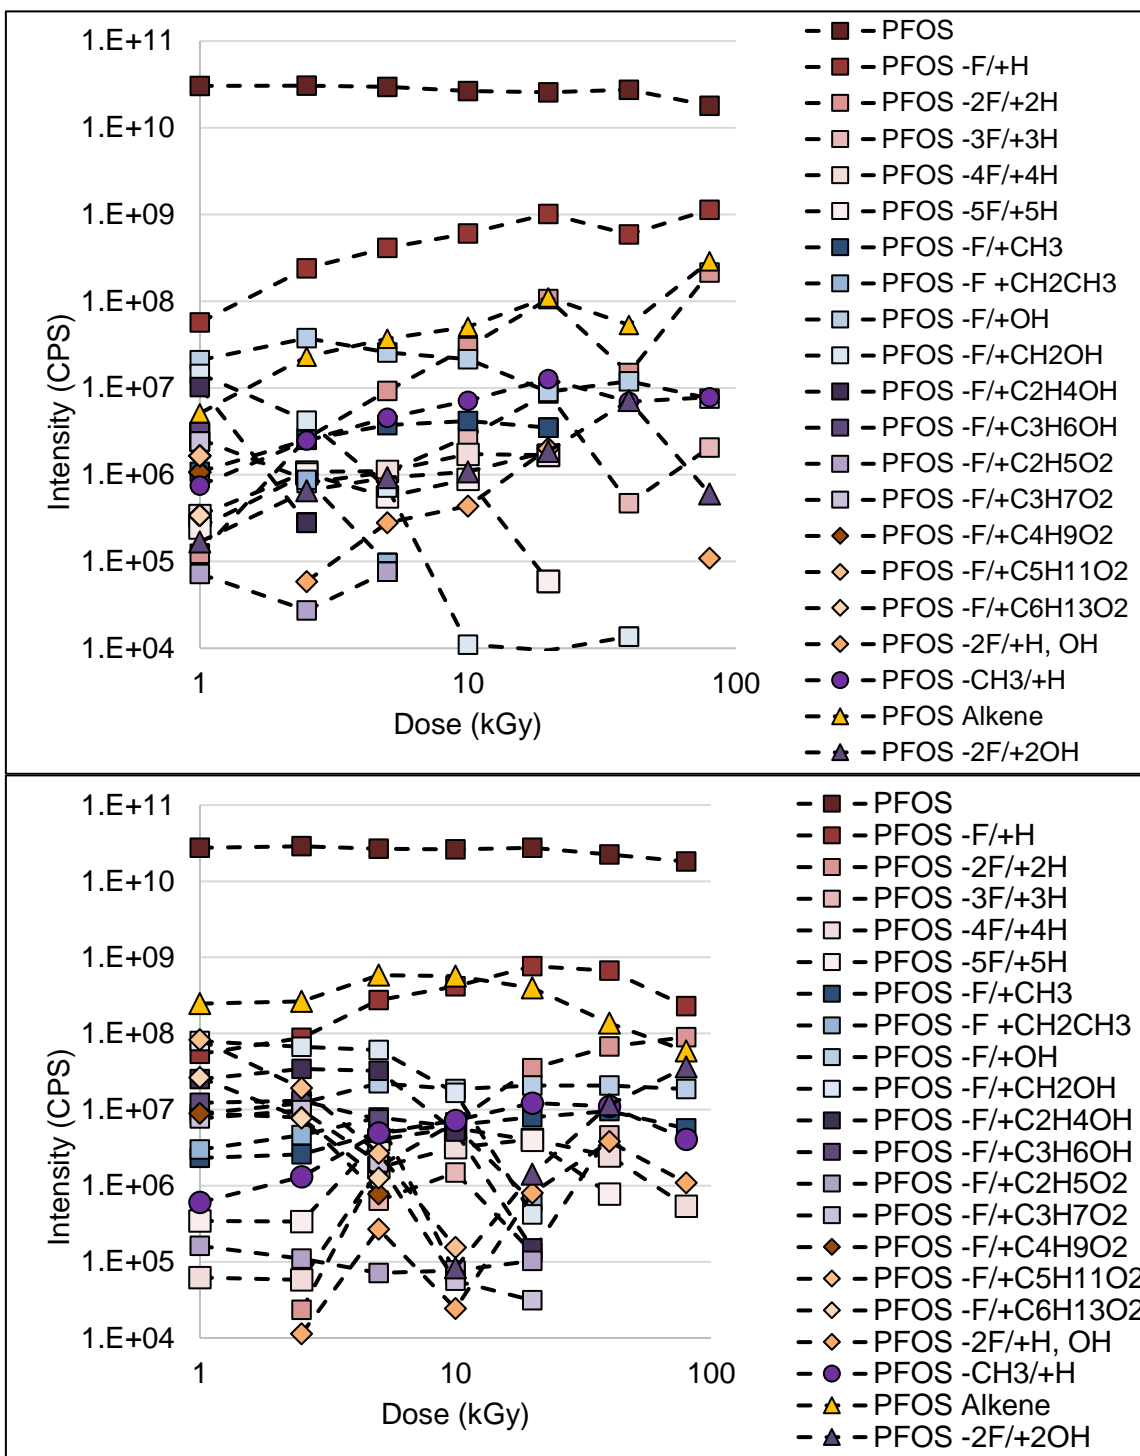 1.E+11
1.E+10
1.E+09
1.E+08
1.E+07
1.E+06
1.E+05
1.E+04
Intensity (CPS)
1
10
100
Dose (kGy)
PFOS
PFOS -F/+H
PFOS -2F/+2H
PFOS -3F/+3H
PFOS -4F/+4H
PFOS -5F/+5H
PFOS -F/+CH3
PFOS -F +CH2CH3
PFOS -F/+OH
PFOS -F/+CH2OH
PFOS -F/+C2H4OH
PFOS -F/+C3H6OH
PFOS -F/+C2H5O2
PFOS -F/+C3H7O2
PFOS -F/+C4H9O2
PFOS -F/+C5H11O2
PFOS -F/+C6H13O2
PFOS -2F/+H, OH
PFOS -CH3/+H
PFOS Alkene
PFOS -2F/+2OH
1.E+11
1.E+10
1.E+09
1.E+08
1.E+07
1.E+06
1.E+05
1.E+04
Intensity (CPS)
1
10
100
Dose (kGy)
PFOS
PFOS -F/+H
PFOS -2F/+2H
PFOS -3F/+3H
PFOS -4F/+4H
PFOS -5F/+5H
PFOS -F/+CH3
PFOS -F +CH2CH3
PFOS -F/+OH
PFOS -F/+CH2OH
PFOS -F/+C2H4OH
PFOS -F/+C3H6OH
PFOS -F/+C2H5O2
PFOS -F/+C3H7O2
PFOS -F/+C4H9O2
PFOS -F/+C5H11O2
PFOS -F/+C6H13O2
PFOS -2F/+H, OH
PFOS -CH3/+H
PFOS Alkene
PFOS -2F/+2OH